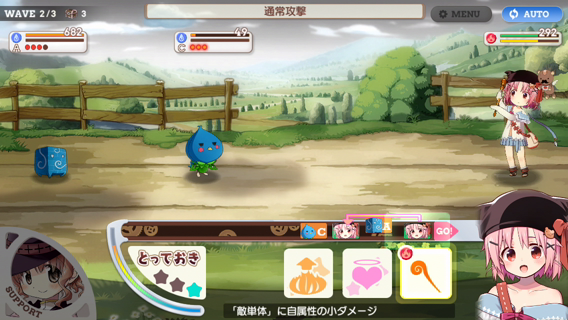 WAVE 2/3
3
通常攻撃
MENU
AUTO
682
A
49
C
292
C
A
GO!
とっておき
SUPPORT
「敵単体」に自属性の小ダメージ